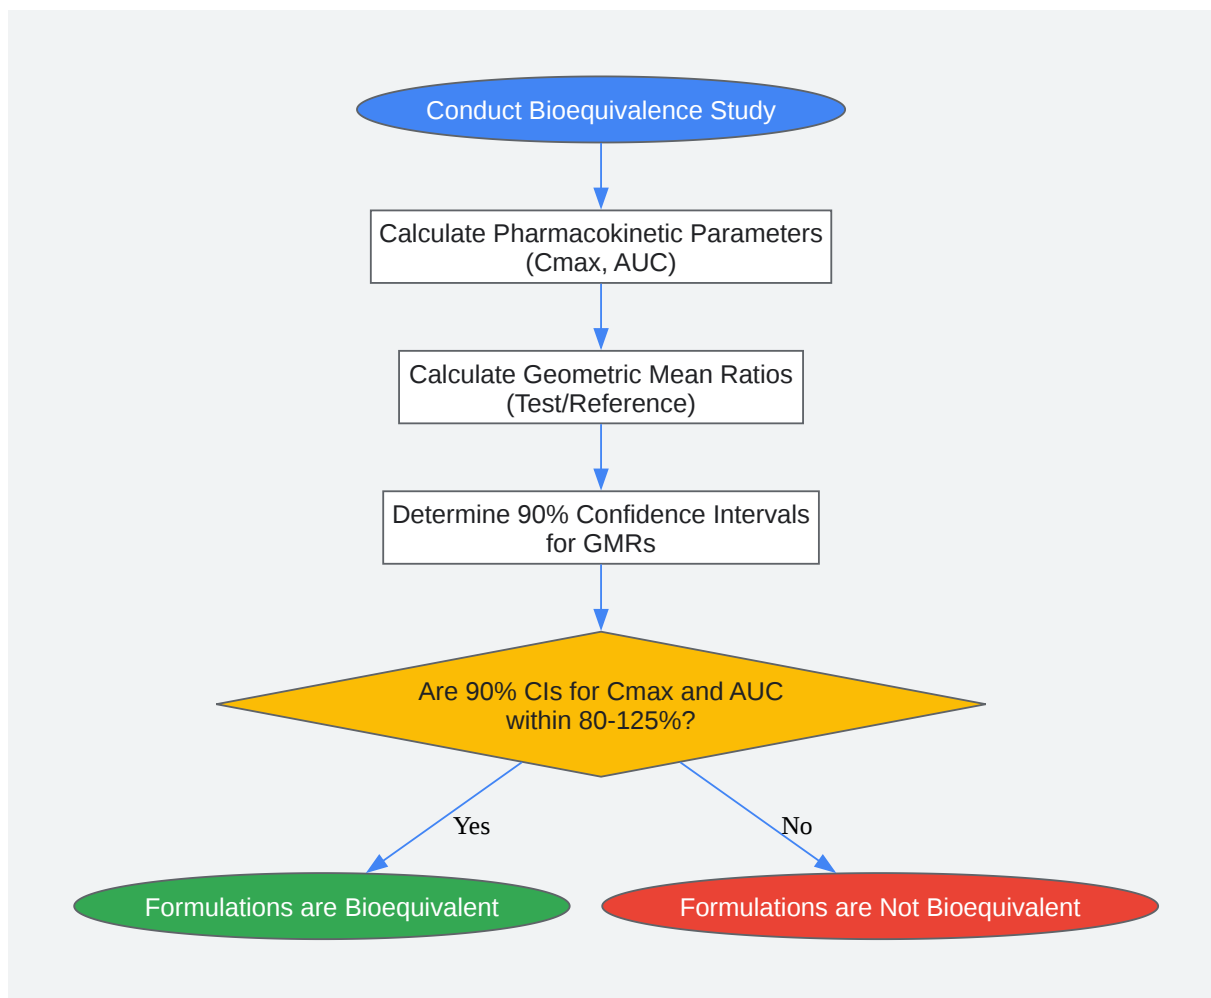 Conduct Bioequivalence Study
Calculate Pharmacokinetic Parameters
(Cmax, AUC)
Calculate Geometric Mean Ratios
(Test/Reference)
Determine 90% Confidence Intervals
for GMRs
Are 90% CIs for Cmax and AUC
within 80-125%?
Yes
No
Formulations are Bioequivalent
Formulations are Not Bioequivalent